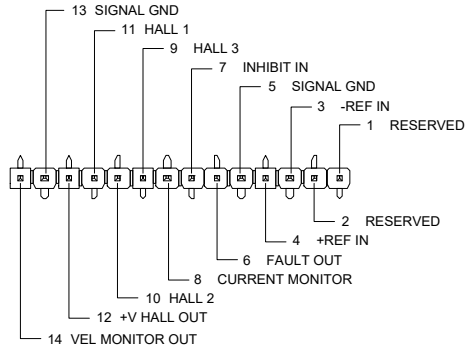 13 SIGNAL GND
11 HALL 1
9 HALL 3
7 INHIBIT IN
5 SIGNAL GND
3 -REF IN
1 RESERVED
2 RESERVED
4 +REF IN
6 FAULT OUT
8 CURRENT MONITOR
10 HALL 2
12 +V HALL OUT
14 VEL MONITOR OUT